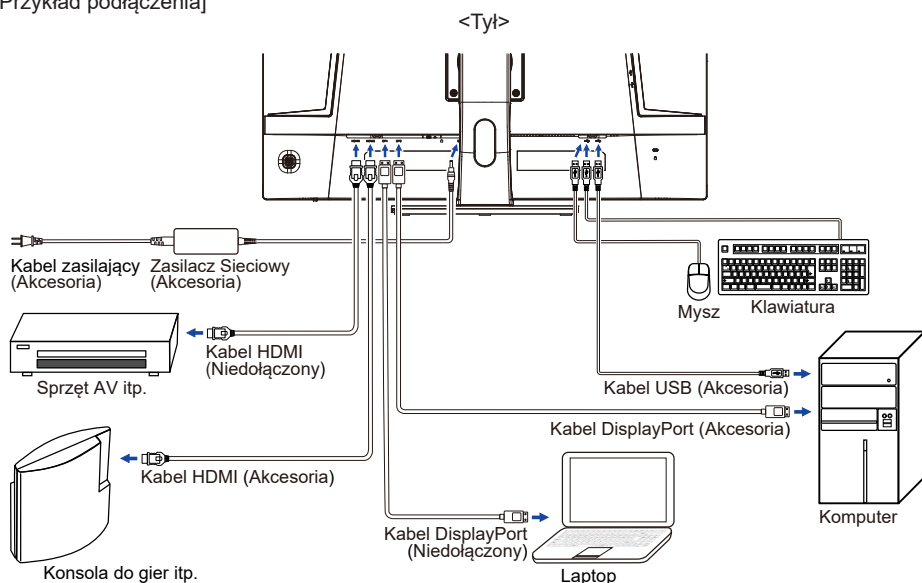 Przykład podłączenia]
<Tył>
Kabel zasilający
(Akcesoria)
Zasilacz Sieciowy
(Akcesoria)
Mysz
Klawiatura
Kabel HDMI
(Niedołączony)
Sprzęt AV itp.
Kabel USB (Akcesoria)
Kabel DisplayPort (Akcesoria)
Kabel HDMI (Akcesoria)
Komputer
Kabel DisplayPort
(Niedołączony)
Konsola do gier itp.
Laptop